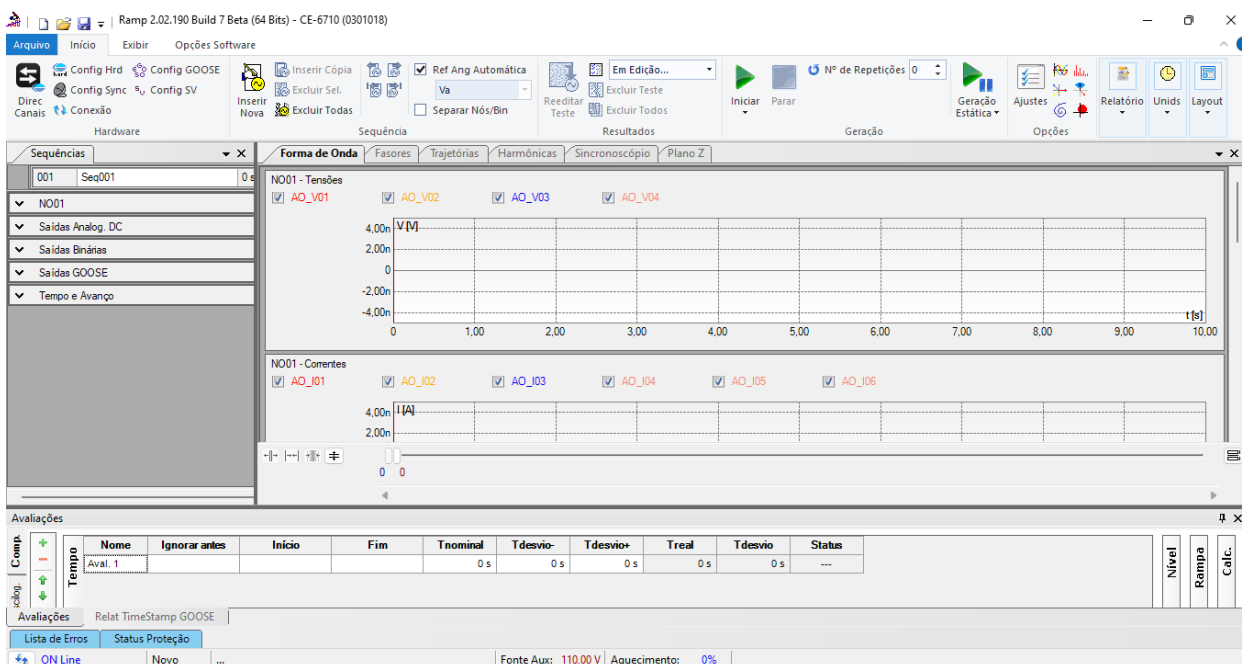 Ramp 2.02.190 Build 7 Beta (64 Bits) - CE-6710 (0301018)
Arquivo Início Exibir Opções Software
Direc Canais
Config Hrd Config GOOSE
Config Sync Config SV
Conexão
Hardware
Inserir Nova
Inserir Cópia
Excluir Sel.
Excluir Todas
Ref Ang Automática
Va
Separar Nós/Bin
Sequência
Reeditar Teste
Em Edição...
Excluir Teste
Excluir Todos
Resultados
Iniciar Parar
Nº de Repetições 0
Geração Estática
Geração
Ajustes
Opções
Relatório Unids Layout
Sequências
001 Seq001 0 s
NO01
Saídas Analog. DC
Saídas Binárias
Saídas GOOSE
Tempo e Avanço
Forma de Onda Fasores Trajetórias Harmônicas Sincronoscópio Plano Z
NO01 - Tensões
AO_V01 AO_V02 AO_V03 AO_V04
V [V]
4,00n
2,00n
0
-2,00n
-4,00n
t [s]
0 1,00 2,00 3,00 4,00 5,00 6,00 7,00 8,00 9,00 10,00
NO01 - Correntes
AO_I01 AO_I02 AO_I03 AO_I04 AO_I05 AO_I06
I [A]
4,00n
2,00n
0 0
Avaliações
Comp.
Tempo
Nome Ignorar antes Início Fim Tnominal Tdesvio- Tdesvio+ Treal Tdesvio Status
Aval. 1 0 s 0 s 0 s 0 s 0 s ---
Nível
Rampa
Calc.
Avaliações Relat TimeStamp GOOSE
Lista de Erros Status Proteção
ON Line Novo ... Fonte Aux: 110.00 V Aquecimento: 0%